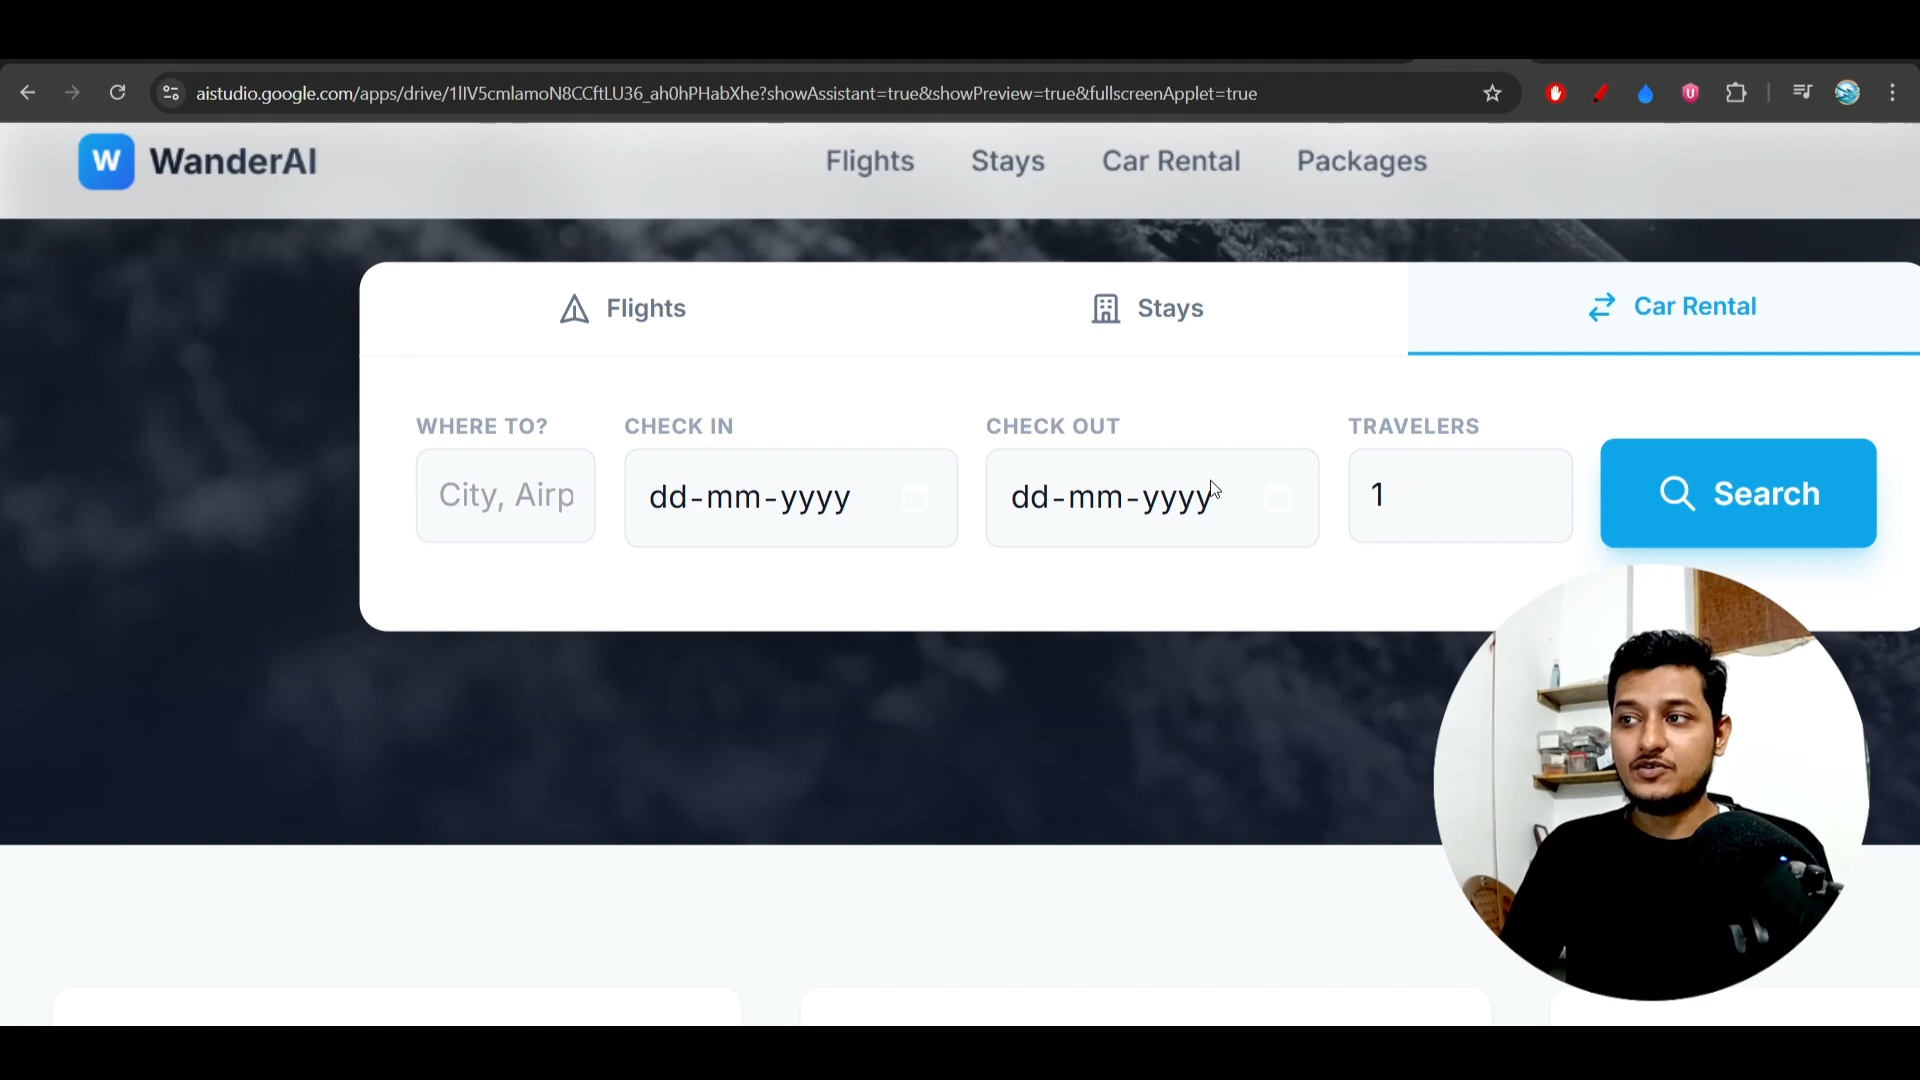 aistudio.google.com/apps/drive/1lIV5cmlamoN8CCftLU36_ah0hPHabXhe?showAssistant=true&showPreview=true&fullscreenApplet=true
W WanderAI
Flights Stays Car Rental Packages
Flights Stays Car Rental
WHERE TO? CHECK IN CHECK OUT TRAVELERS
City, Airp dd-mm-yyyy dd-mm-yyyy 1 Search